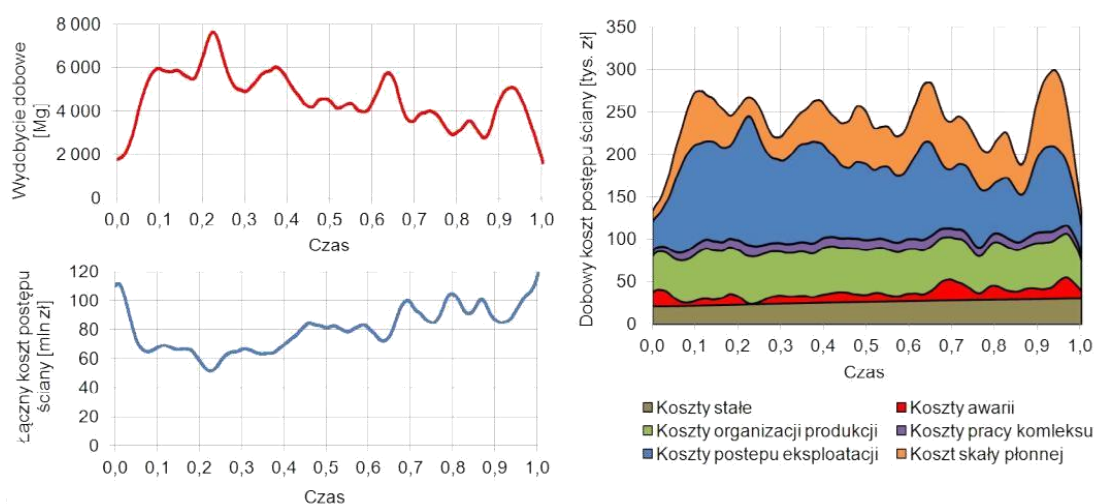 8 000
6 000
4 000
2 000
0
Wydobycie dobowe
[Mg]
0,0 0,1 0,2 0,3 0,4 0,5 0,6 0,7 0,8 0,9 1,0
Czas
120
100
80
60
40
20
0
Łączny koszt postępu
ściany [mln zł]
0,0 0,1 0,2 0,3 0,4 0,5 0,6 0,7 0,8 0,9 1,0
Czas
350
300
250
200
150
100
50
0
Dobowy koszt postępu ściany [tys. zł]
0,0 0,1 0,2 0,3 0,4 0,5 0,6 0,7 0,8 0,9 1,0
Czas
Koszty stałe
Koszty awarii
Koszty organizacji produkcji
Koszty pracy komleksu
Koszty postepu eksploatacji
Koszt skały płonnej